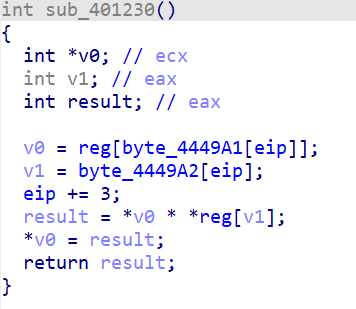 int sub_401230()
{
  int *v0; // ecx
  int v1; // eax
  int result; // eax

  v0 = reg[byte_4449A1[eip]];
  v1 = byte_4449A2[eip];
  eip += 3;
  result = *v0 * *reg[v1];
  *v0 = result;
  return result;
}